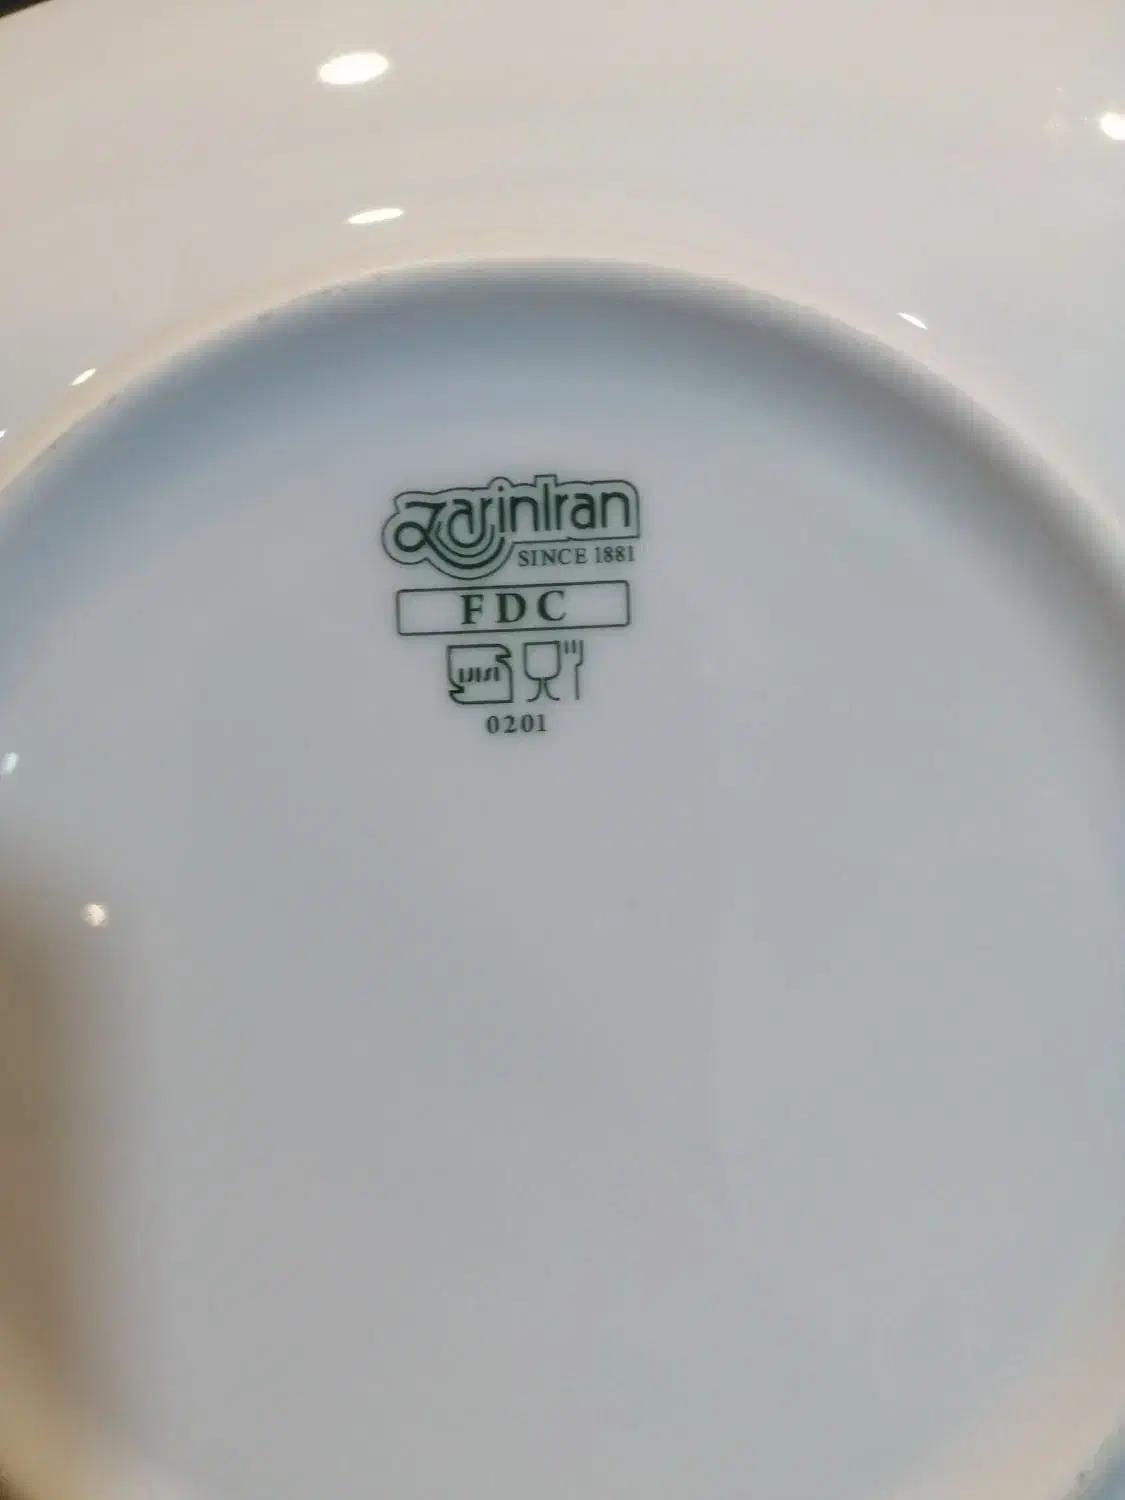 ZarinIran
SINCE 1881
FDC
0201